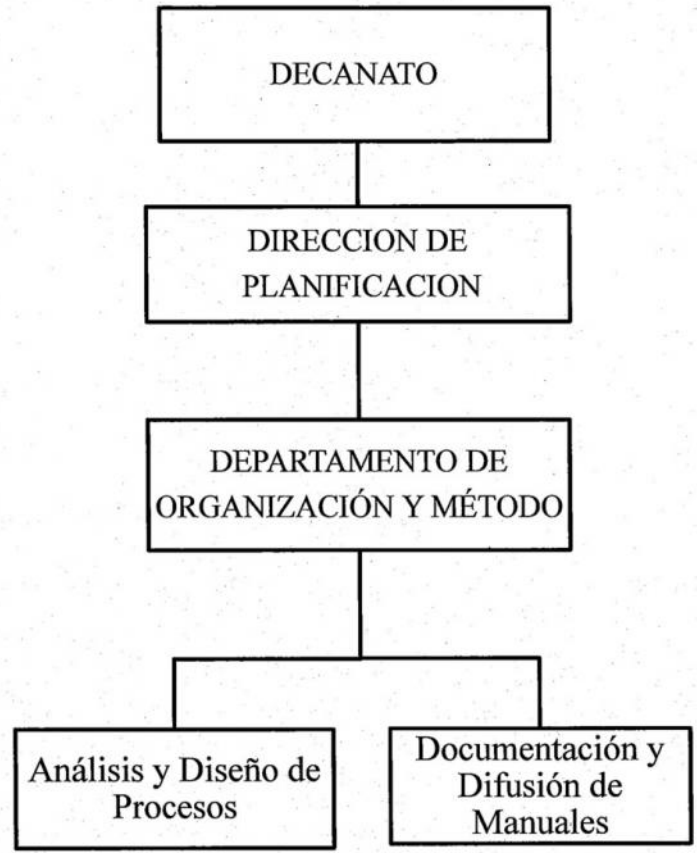 DECANATO
DIRECCION DE
PLANIFICACION
DEPARTAMENTO DE
ORGANIZACIÓN Y MÉTODO
Análisis y Diseño de
Procesos
Documentación y
Difusión de
Manuales